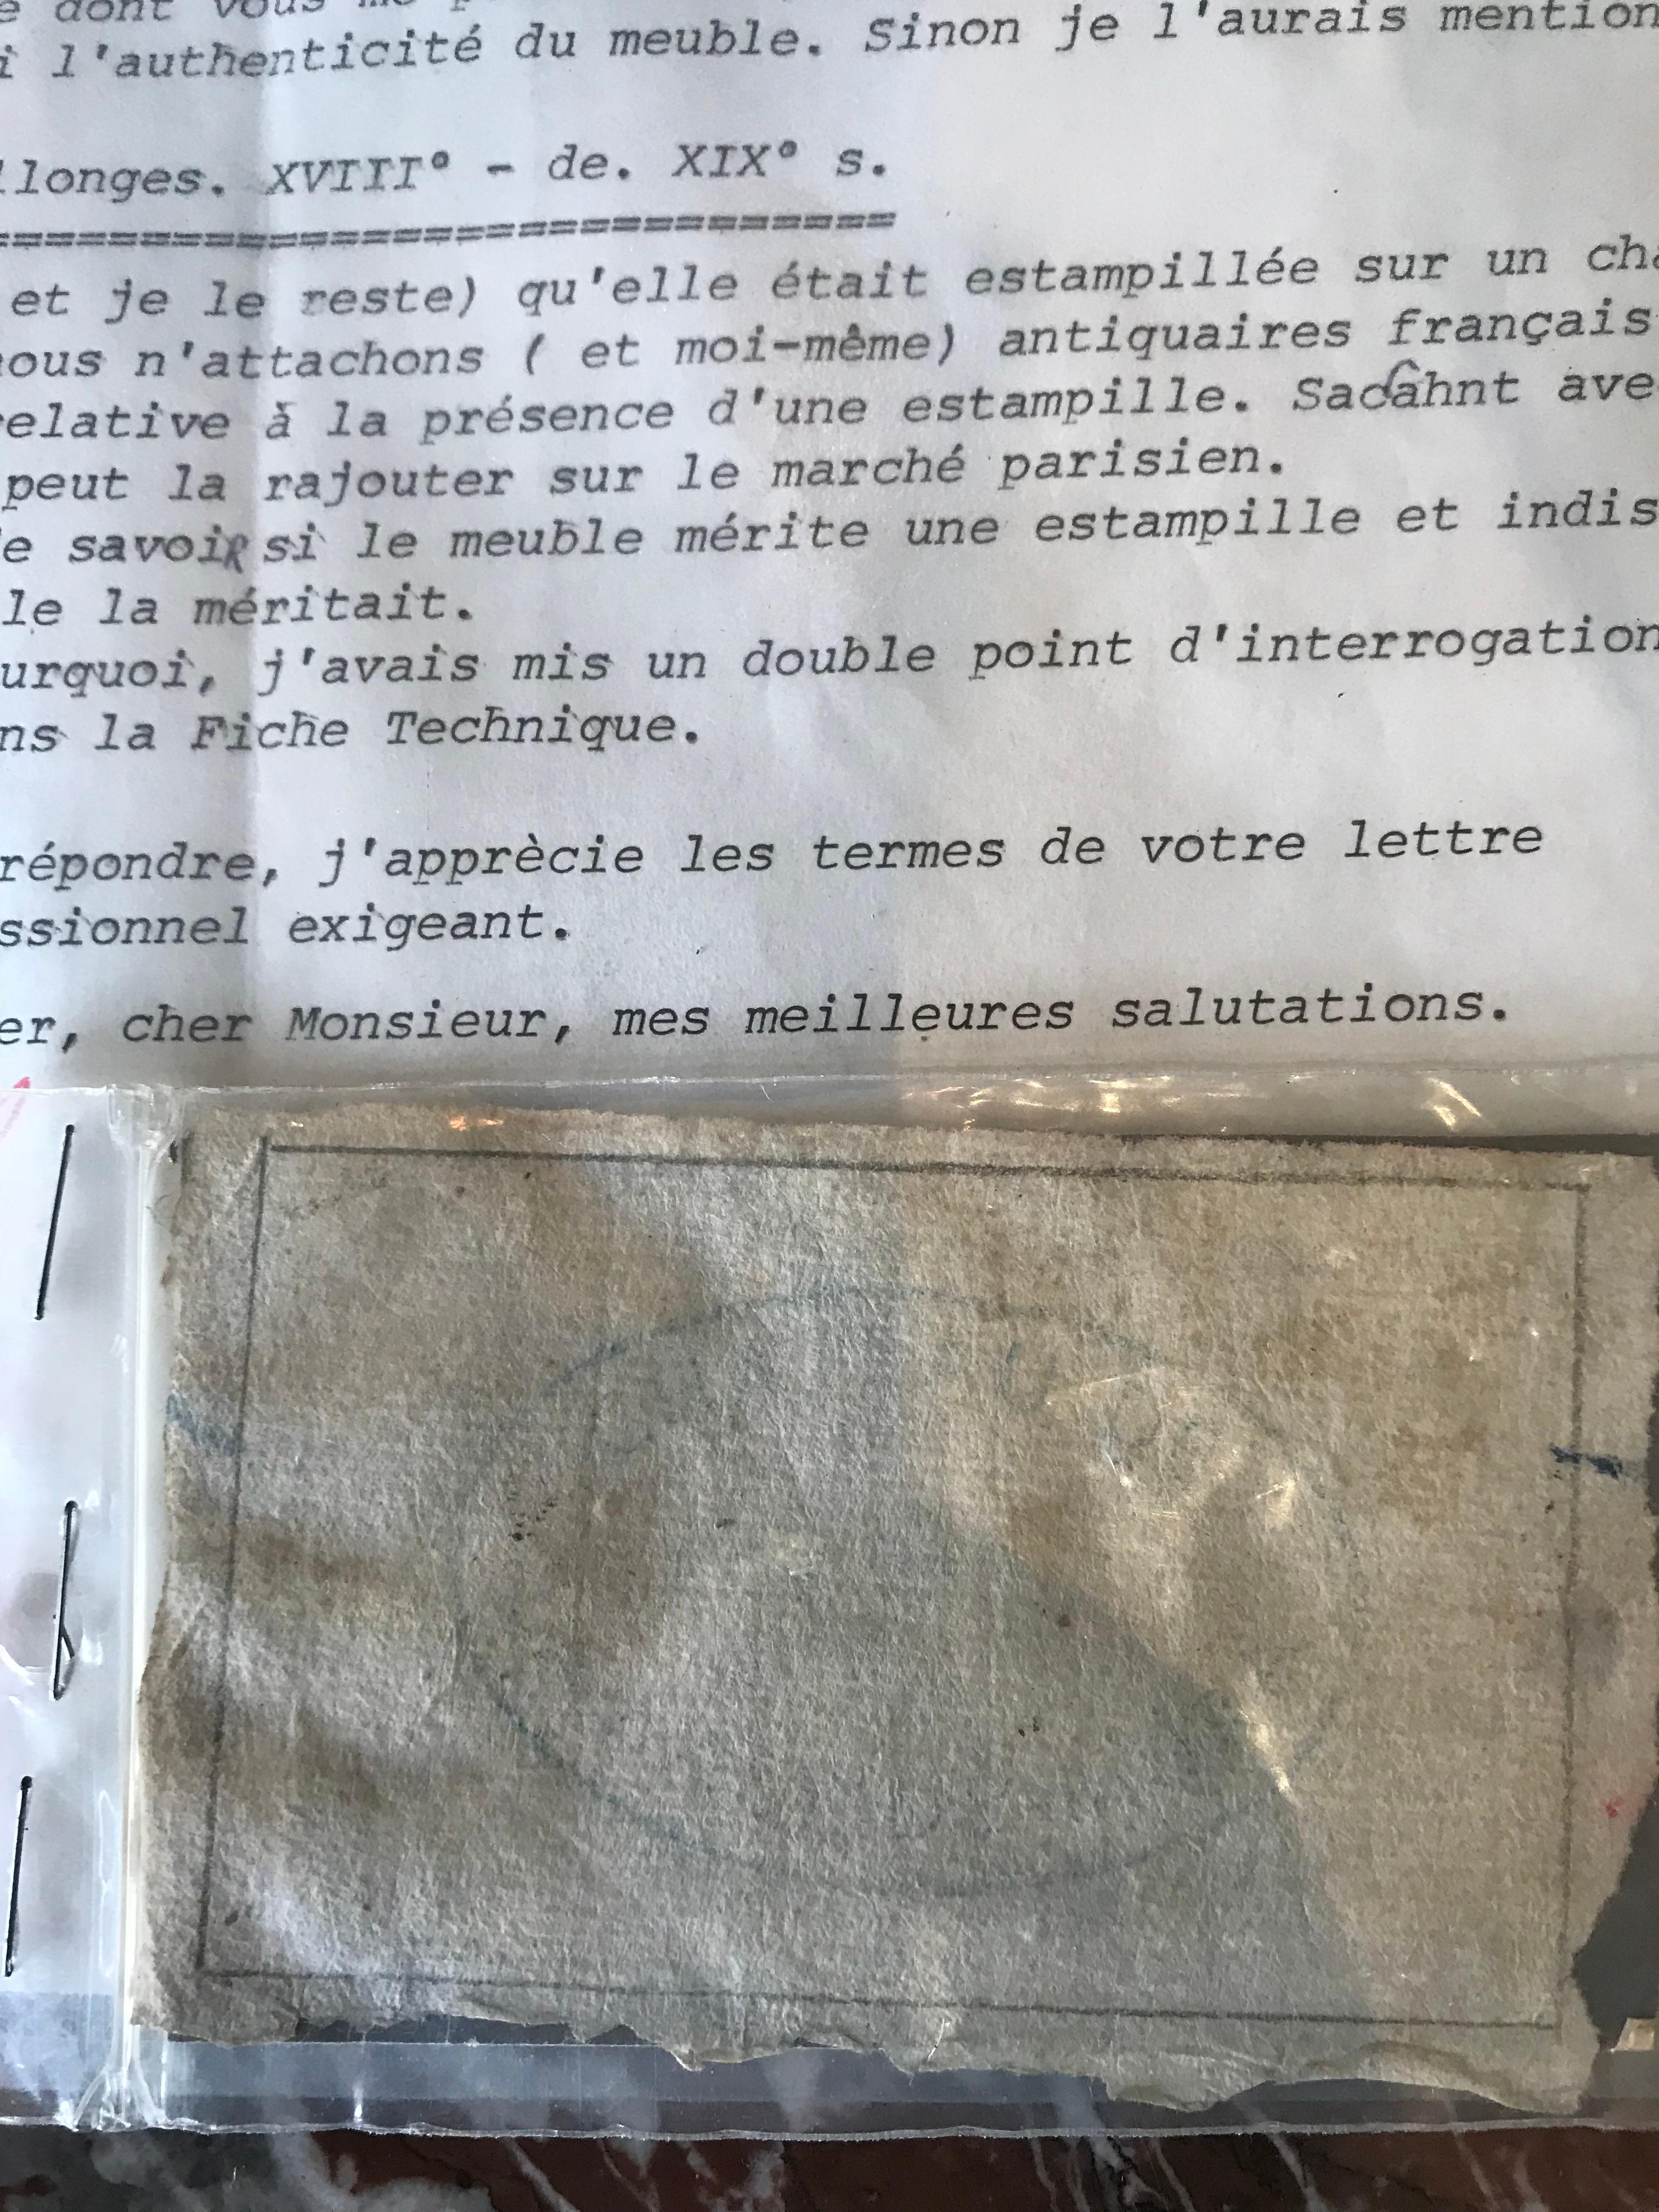 dont vous me
l'authenticité du meuble. Sinon je l'aurais mention
llonges. XVIII° - de. XIX° s.
==============================
et je le reste) qu'elle était estampillée sur un cha
ous n'attachons ( et moi-même) antiquaires français
elative à la présence d'une estampille. Sacahnt ave
peut la rajouter sur le marché parisien.
e savoir si le meuble mérite une estampille et indis
le la méritait.
urquoi, j'avais mis un double point d'interrogation
ns la Fiche Technique.
répondre, j'apprècie les termes de votre lettre
ssionnel exigeant.
er, cher Monsieur, mes meilleures salutations.